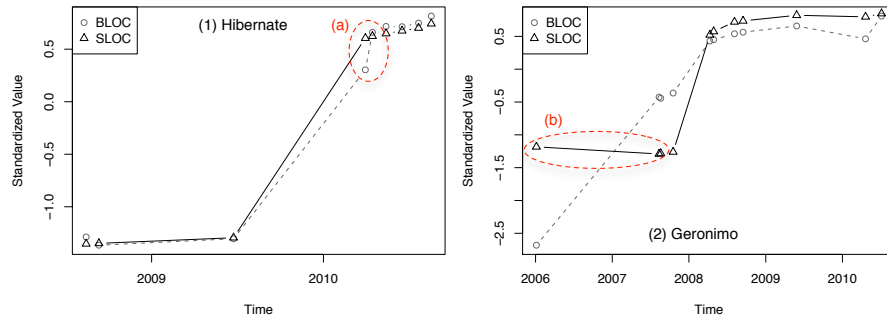 BLOC
SLOC
(1) Hibernate
(a)
0.5
0.0
−0.5
−1.0
Standardized Value
2009
2010
Time
BLOC
SLOC
(b)
(2) Geronimo
0.5
−0.5
−1.5
−2.5
Standardized Value
2006
2007
2008
2009
2010
Time